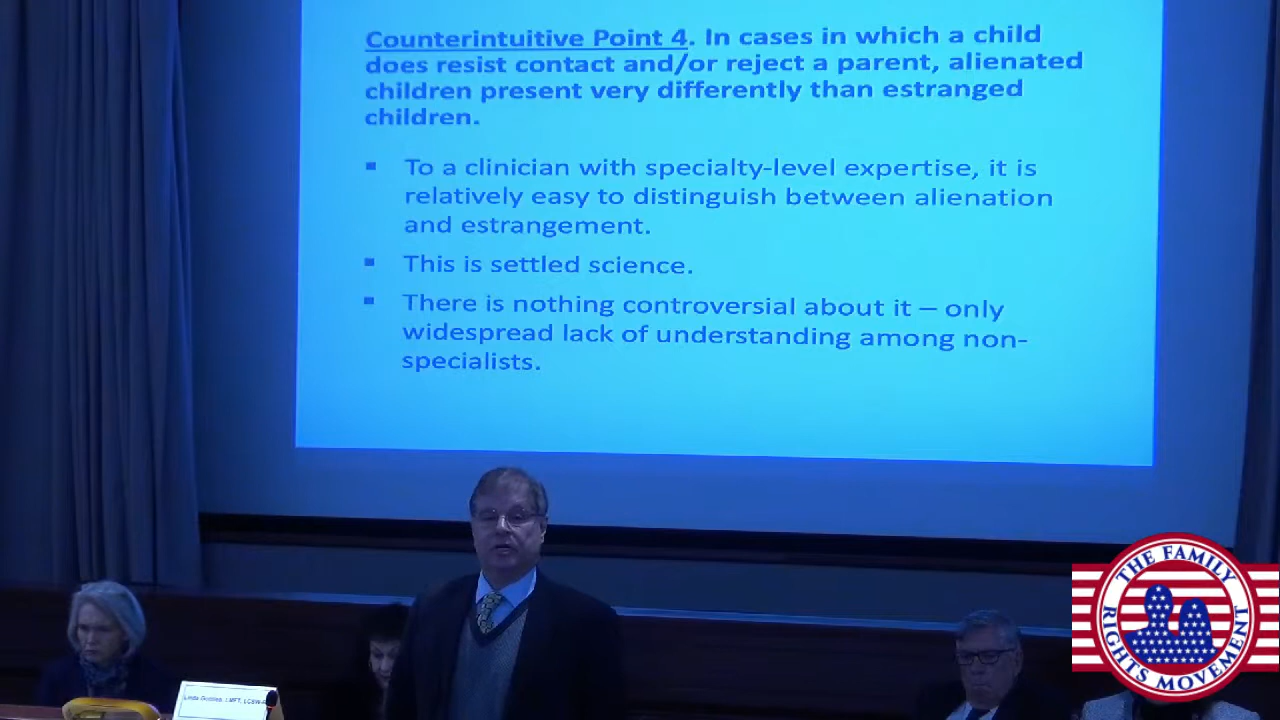 Counterintuitive Point 4. In cases in which a child
does resist contact and/or reject a parent, alienated
children present very differently than estranged
children.
▪ To a clinician with specialty-level expertise, it is
relatively easy to distinguish between alienation
and estrangement.
▪ This is settled science.
▪ There is nothing controversial about it – only
widespread lack of understanding among non-
specialists.
Linda LMFT,
THE FAMILY
RIGHTS MOVEMENT